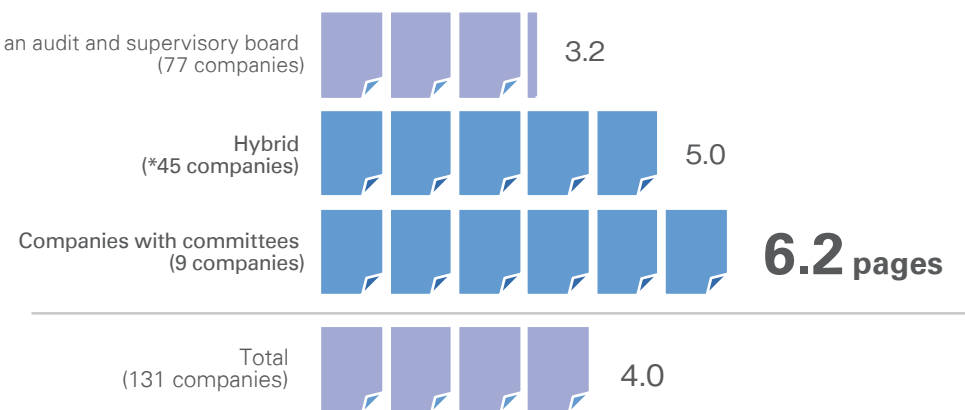 an audit and supervisory board
(77 companies)
3.2
Hybrid
(*45 companies)
5.0
Companies with committees
(9 companies)
6.2 pages
Total
(131 companies)
4.0